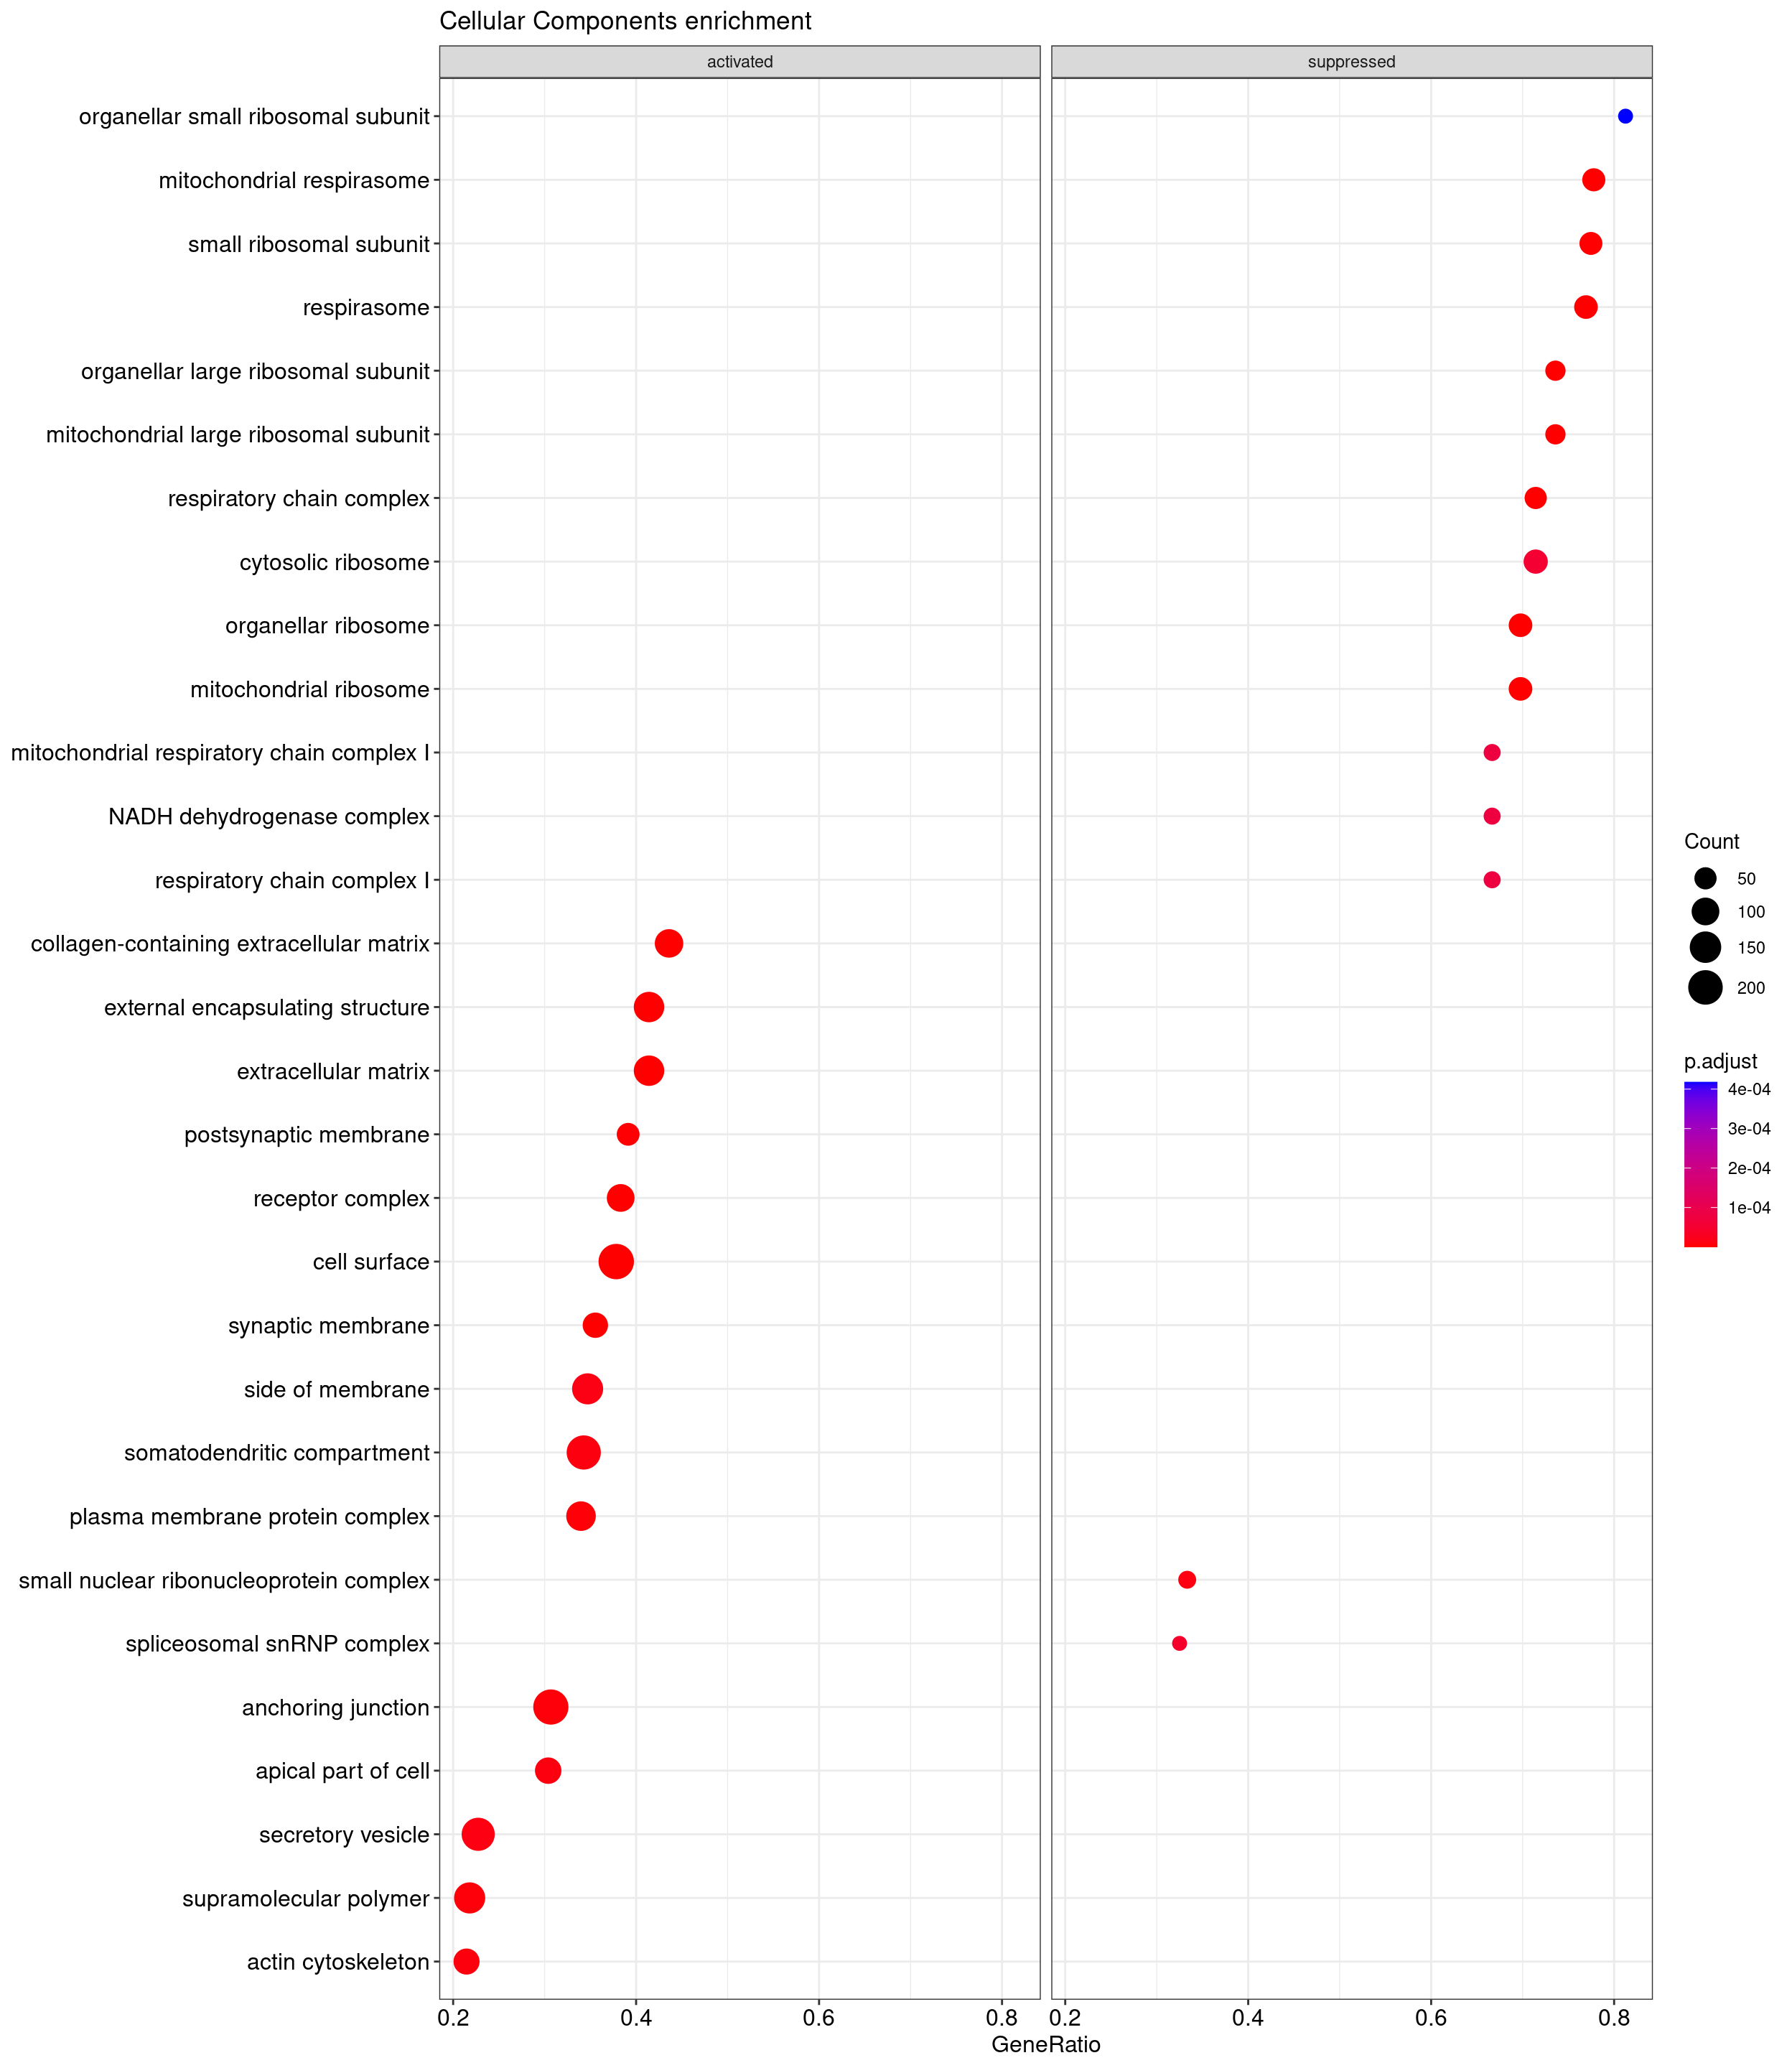 Cellular Components enrichment
activated
suppressed
organellar small ribosomal subunit
mitochondrial respirasome
small ribosomal subunit
respirasome
organellar large ribosomal subunit
mitochondrial large ribosomal subunit
respiratory chain complex
cytosolic ribosome
organellar ribosome
mitochondrial ribosome
mitochondrial respiratory chain complex I
NADH dehydrogenase complex
respiratory chain complex I
collagen-containing extracellular matrix
external encapsulating structure
extracellular matrix
postsynaptic membrane
receptor complex
cell surface
synaptic membrane
side of membrane
somatodendritic compartment
plasma membrane protein complex
small nuclear ribonucleoprotein complex
spliceosomal snRNP complex
anchoring junction
apical part of cell
secretory vesicle
supramolecular polymer
actin cytoskeleton
0.2 0.4 0.6 0.8
0.2 0.4 0.6 0.8
GeneRatio
Count
50
100
150
200
p.adjust
4e-04
3e-04
2e-04
1e-04